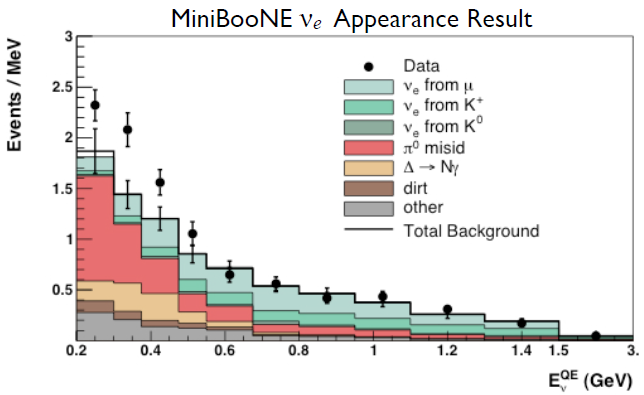 MiniBooNE νe Appearance Result
Events / MeV
3
2.5
2
1.5
1
0.5
Data
νe from μ
νe from K+
νe from K0
π0 misid
Δ → Nγ
dirt
other
Total Background
0.2 0.4 0.6 0.8 1 1.2 1.4 1.5 3.
EνQE (GeV)